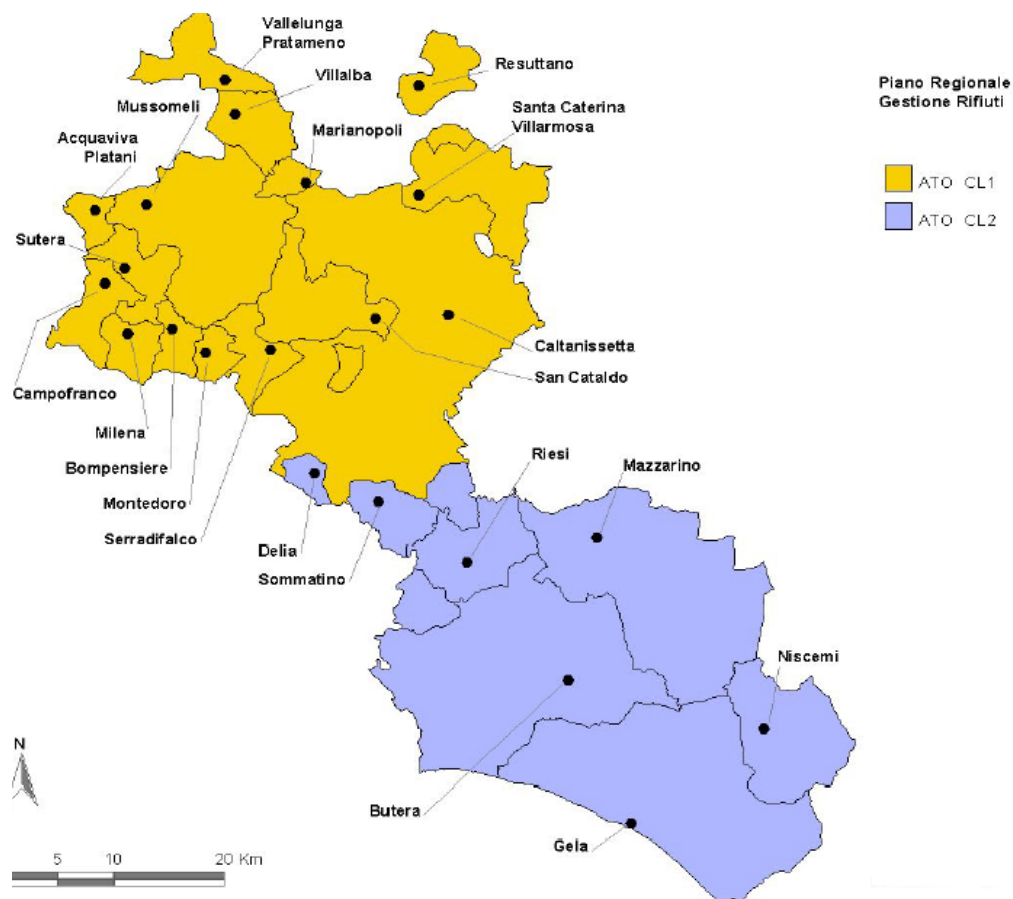 Vallelunga
Pratameno
Villalba
Resuttano
Mussomeli
Santa Caterina
Villarmosa
Marianopoli
Acquaviva
Platani
Sutera
Piano Regionale
Gestione Rifiuti
ATO CL1
ATO CL2
Caltanissetta
San Cataldo
Campofranco
Milena
Bompensiere
Montedoro
Serradifalco
Delia
Sommatino
Riesi
Mazzarino
Niscemi
Butera
Gela
N
5 10 20 Km